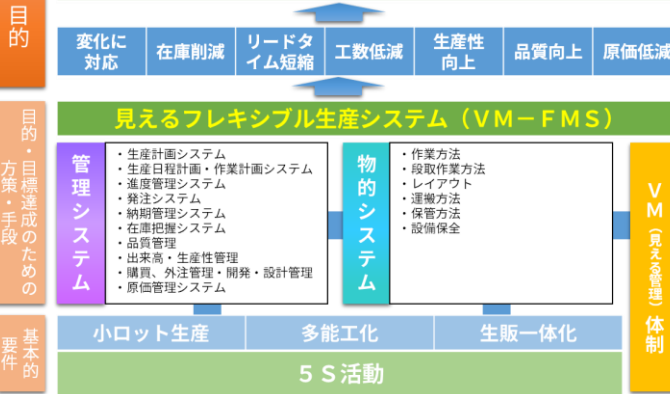 目的
変化に
対応
在庫削減
リードタ
イム短縮
工数低減
生産性
向上
品質向上
原価低減
目的・目標達成のための
方策・手段
見えるフレキシブル生産システム（ＶＭ－ＦＭＳ）
管理システム
・生産計画システム
・生産日程計画・作業計画システム
・進度管理システム
・発注システム
・納期管理システム
・在庫把握システム
・品質管理
・出来高・生産性管理
・購買、外注管理・開発・設計管理
・原価管理システム
物的システム
・作業方法
・段取作業方法
・レイアウト
・運搬方法
・保管方法
・設備保全
ＶＭ（見える管理）体制
基本的
要件
小ロット生産
多能工化
生販一体化
５Ｓ活動